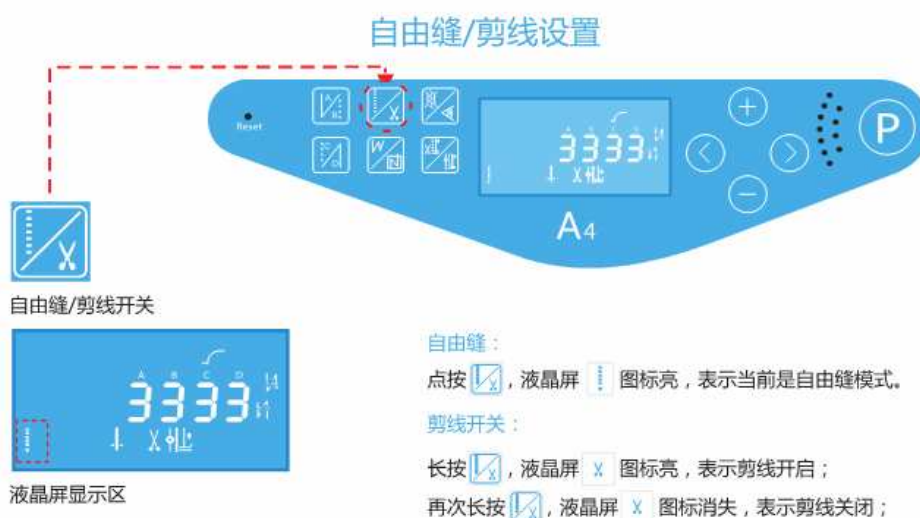 自由缝/剪线设置
Reset
W
N
P
3333
A4
自由缝/剪线开关
A B C D
3333
液晶屏显示区
自由缝：
点按，液晶屏图标亮，表示当前是自由缝模式。
剪线开关：
长按，液晶屏图标亮，表示剪线开启；
再次长按，液晶屏图标消失，表示剪线关闭；